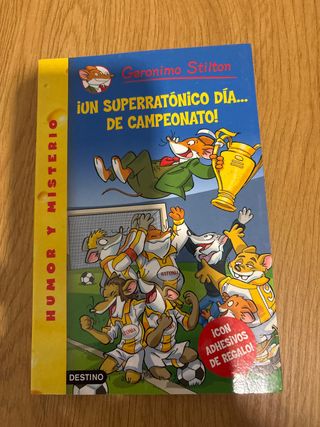 Geronimo Stilton
¡UN SUPERRATÓNICO DÍA...
DE CAMPEONATO!
HUMOR Y MISTERIO
¡CON
ADHESIVOS
DE REGALO!
DESTINO